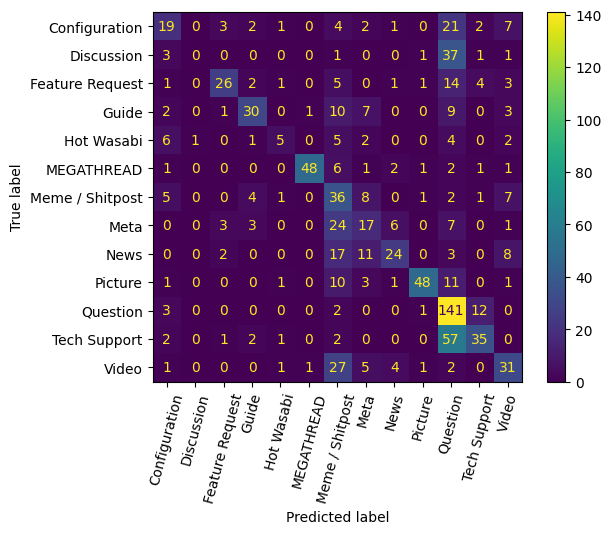 True label
Configuration 19 0 3 2 1 0 4 2 1 0 21 2 7
Discussion 3 0 0 0 0 0 1 0 0 1 37 1 1
Feature Request 1 0 26 2 1 0 5 0 1 1 14 4 3
Guide 2 0 1 30 0 1 10 7 0 0 9 0 3
Hot Wasabi 6 1 0 1 5 0 5 2 0 0 4 0 2
MEGATHREAD 1 0 0 0 0 48 6 1 2 1 2 1 1
Meme / Shitpost 5 0 0 4 1 0 36 8 0 1 2 1 7
Meta 0 0 3 3 0 0 24 17 6 0 7 0 1
News 0 0 2 0 0 0 17 11 24 0 3 0 8
Picture 1 0 0 0 1 0 10 3 1 48 11 0 1
Question 3 0 0 0 0 0 2 0 0 1 141 12 0
Tech Support 2 0 1 2 1 0 2 0 0 0 57 35 0
Video 1 0 0 0 1 1 27 5 4 1 2 0 31
Configuration
Discussion
Feature Request
Guide
Hot Wasabi
MEGATHREAD
Meme / Shitpost
Meta
News
Picture
Question
Tech Support
Video
Predicted label
140
120
100
80
60
40
20
0